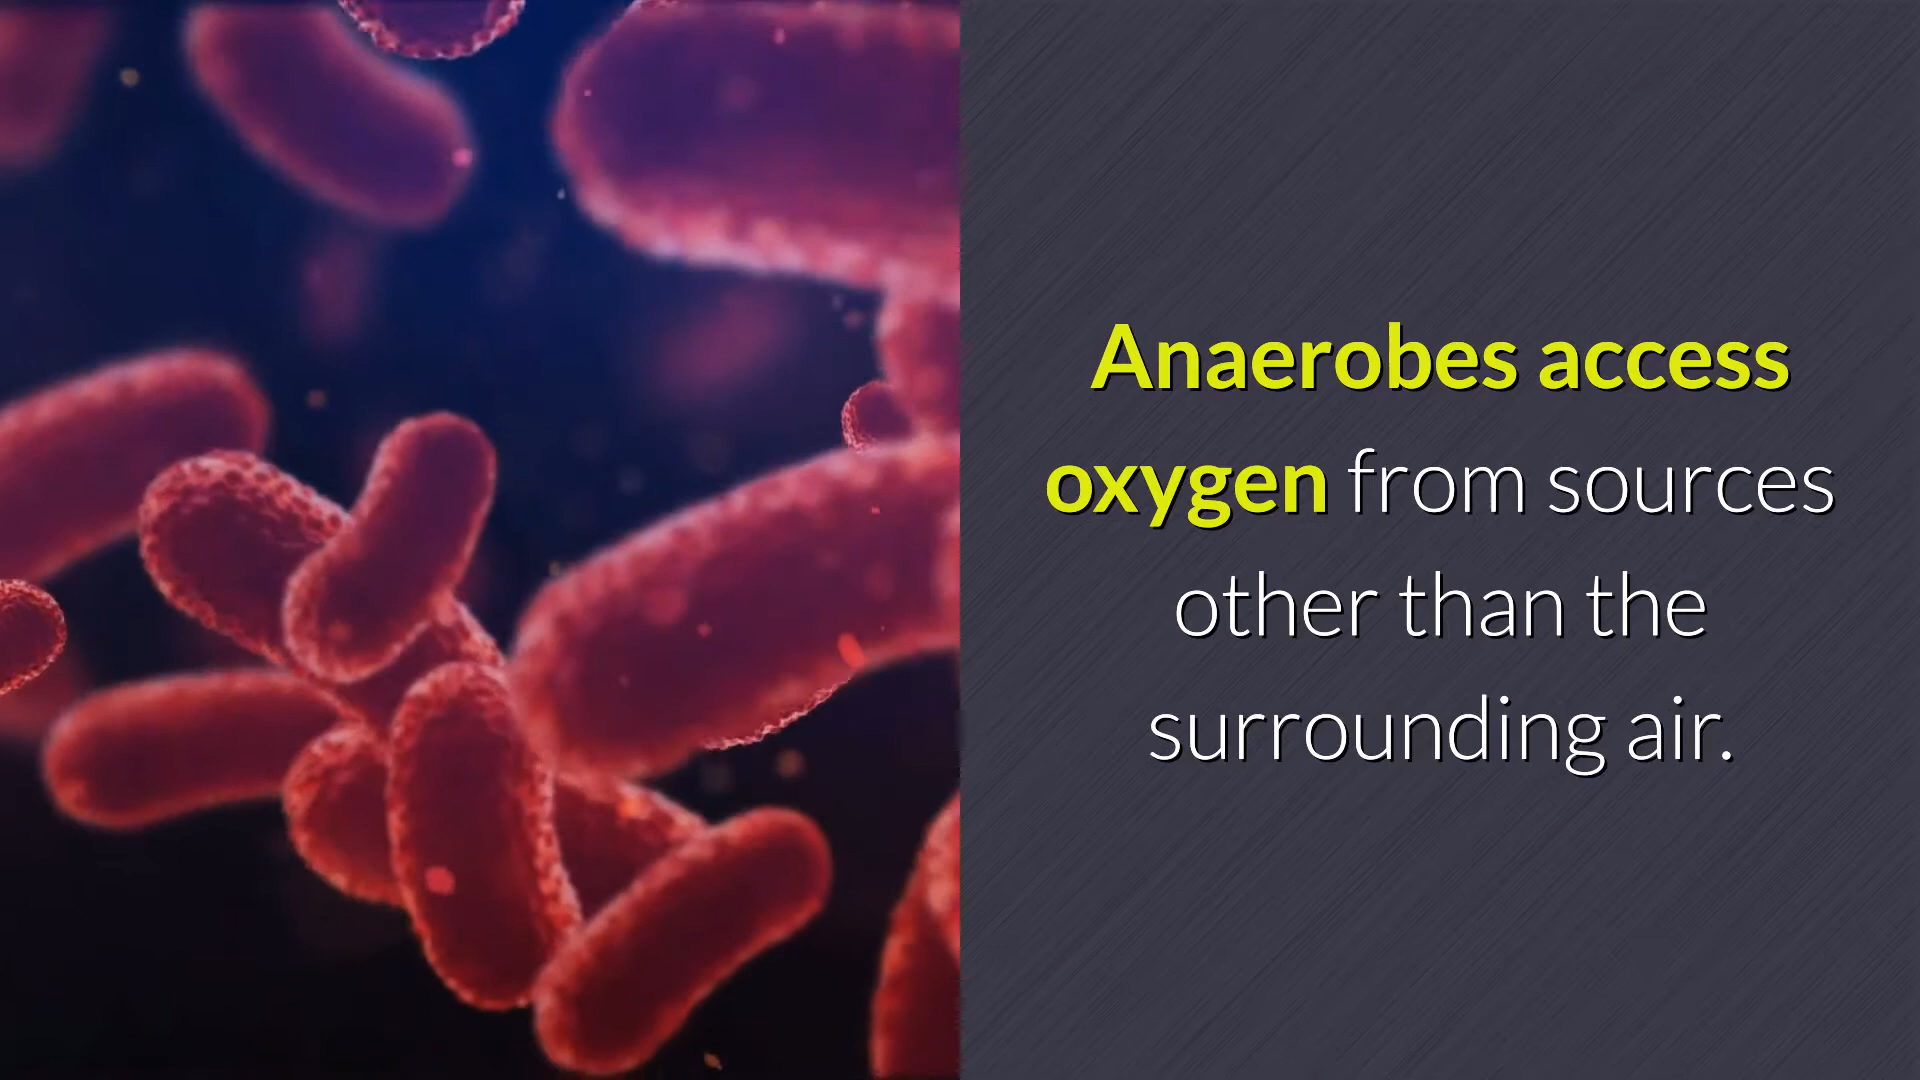 Anaerobes access
oxygen from sources
other than the
surrounding air.